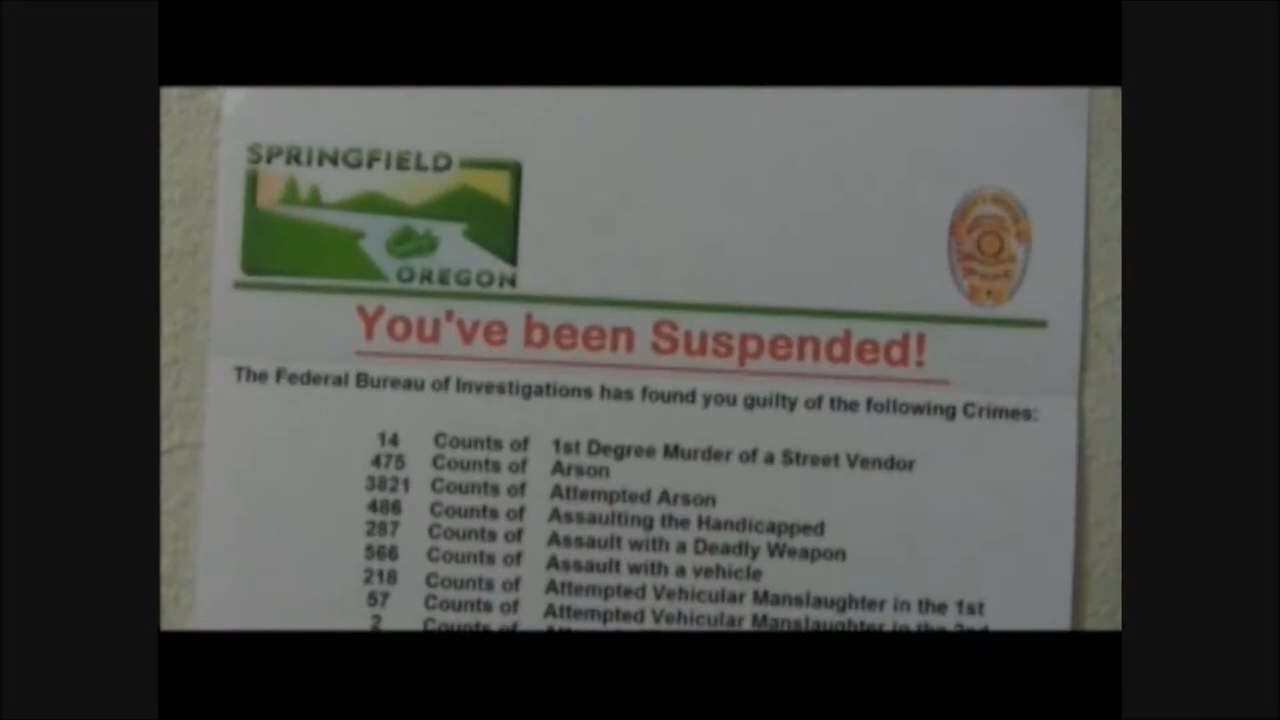 SPRINGFIELD
OREGON
You've been Suspended!
The Federal Bureau of Investigations has found you guilty of the following Crimes:
14 Counts of 1st Degree Murder of a Street Vendor
475 Counts of Arson
3821 Counts of Attempted Arson
486 Counts of Assaulting the Handicapped
287 Counts of Assault with a Deadly Weapon
566 Counts of Assault with a vehicle
218 Counts of Attempted Vehicular Manslaughter in the 1st
57 Counts of Attempted Vehicular Manslaughter in the 2nd
2 Counts of